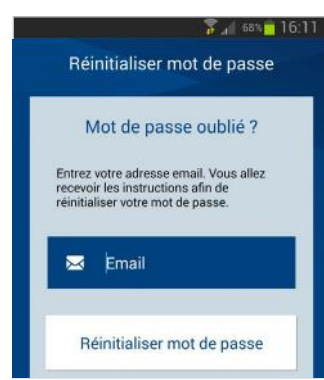 68% 16:11
Réinitialiser mot de passe
Mot de passe oublié ?
Entrez votre adresse email. Vous allez
recevoir les instructions afin de
réinitialiser votre mot de passe.
Email
Réinitialiser mot de passe